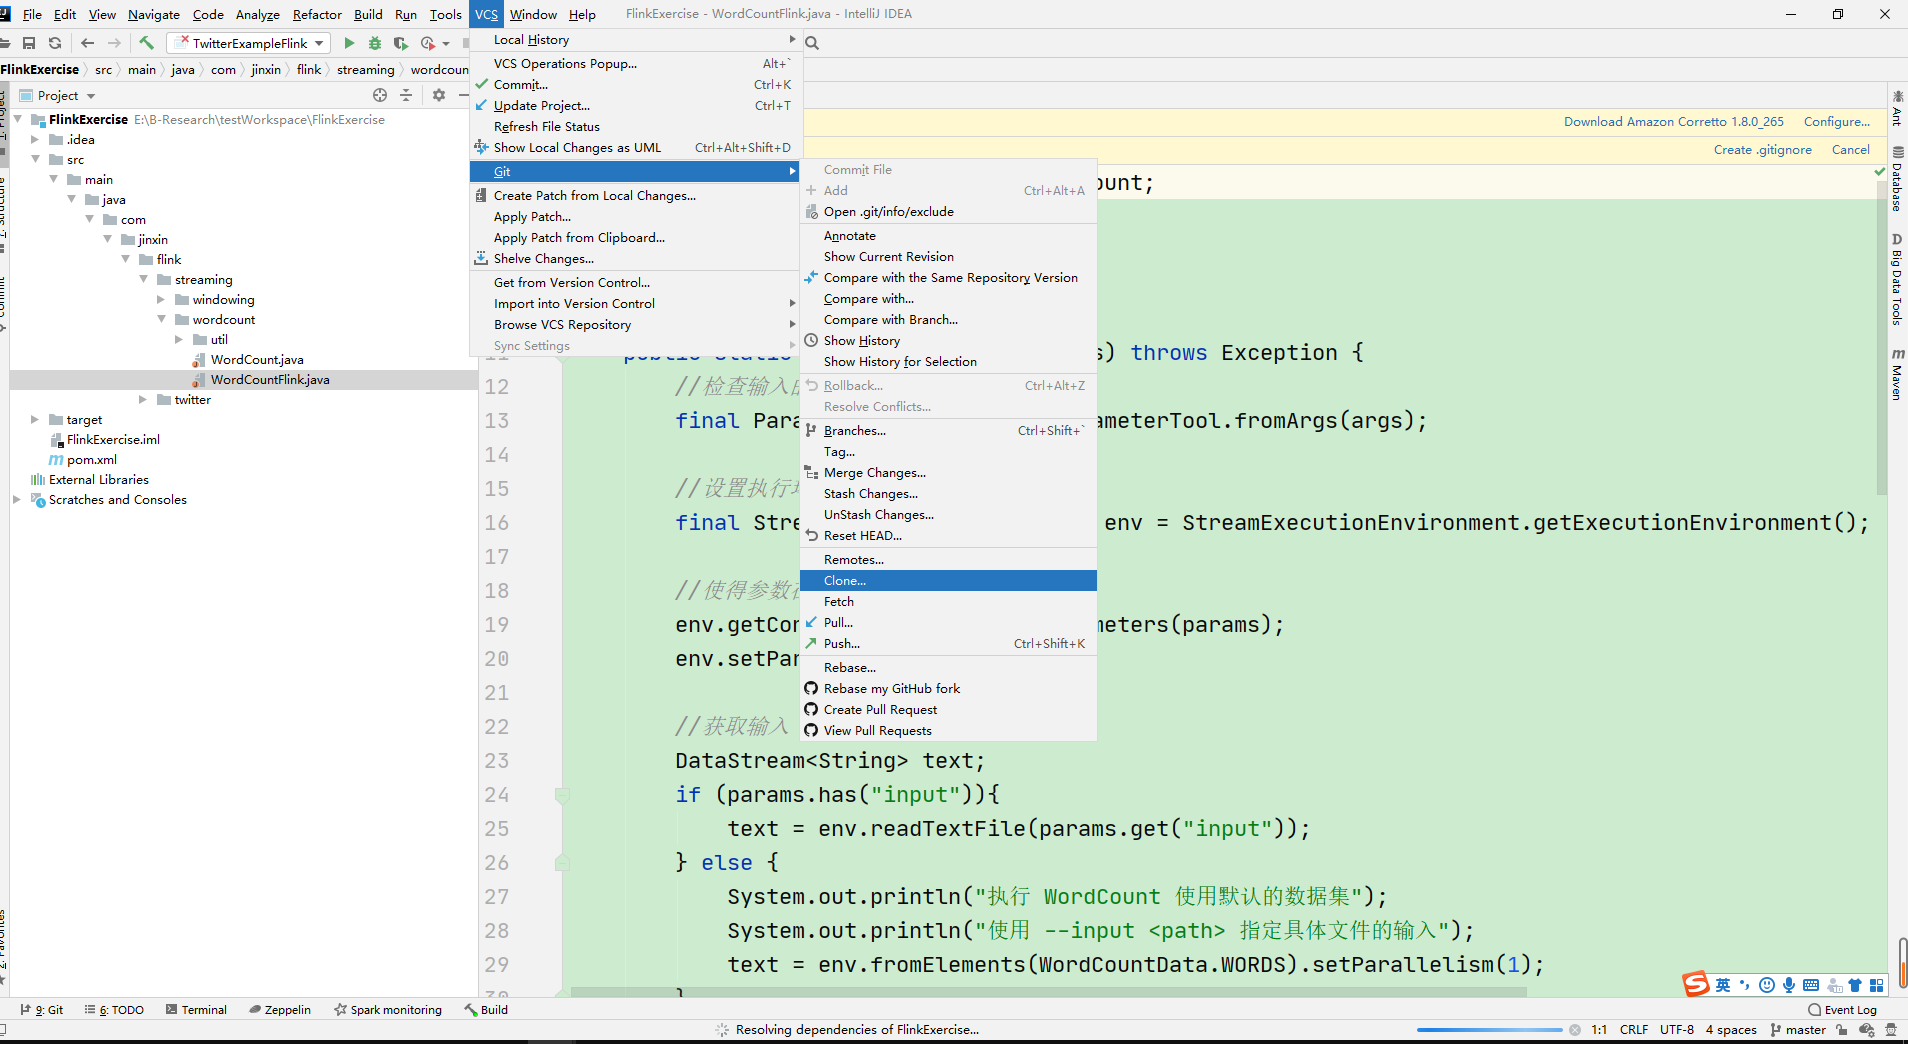 File Edit View Navigate Code Analyze Refactor Build Run Tools VCS Window Help FlinkExercise - WordCountFlink.java - IntelliJ IDEA
TwitterExampleFlink
FlinkExercise src main java com jinxin flink streaming wordcoun
Project
FlinkExercise E:\B-Research\testWorkspace\FlinkExercise
.idea
src
main
java
com
jinxin
flink
streaming
windowing
wordcount
util
WordCount.java
WordCountFlink.java
twitter
target
FlinkExercise.iml
pom.xml
External Libraries
Scratches and Consoles
Local History
VCS Operations Popup... Alt+`
Commit... Ctrl+K
Update Project... Ctrl+T
Refresh File Status
Show Local Changes as UML Ctrl+Alt+Shift+D
Git
Create Patch from Local Changes...
Apply Patch...
Apply Patch from Clipboard...
Shelve Changes...
Get from Version Control...
Import into Version Control
Browse VCS Repository
Sync Settings
Commit File
Add Ctrl+Alt+A
Open .git/info/exclude
Annotate
Show Current Revision
Compare with the Same Repository Version
Compare with...
Compare with Branch...
Show History
Show History for Selection
Rollback... Ctrl+Alt+Z
Resolve Conflicts...
Branches... Ctrl+Shift+`
Tag...
Merge Changes...
Stash Changes...
UnStash Changes...
Reset HEAD...
Remotes...
Clone...
Fetch
Pull...
Push... Ctrl+Shift+K
Rebase...
Rebase my GitHub fork
Create Pull Request
View Pull Requests
Download Amazon Corretto 1.8.0_265 Configure...
Create .gitignore Cancel
ount;
s) throws Exception {
12 //检查输入
13 final Para ameterTool.fromArgs(args);
14
15 //设置执行
16 final Stre env = StreamExecutionEnvironment.getExecutionEnvironment();
17
18 //使得参数
19 env.getCon meters(params);
20 env.setPar
21
22 //获取输入
23 DataStream<String> text;
24 if (params.has("input")){
25 text = env.readTextFile(params.get("input"));
26 } else {
27 System.out.println("执行 WordCount 使用默认的数据集");
28 System.out.println("使用 --input <path> 指定具体文件的输入");
29 text = env.fromElements(WordCountData.WORDS).setParallelism(1);
Ant
Database
D Big Data Tools
m Maven
S 英
9: Git 6: TODO Terminal Zeppelin Spark monitoring Build Event Log
Resolving dependencies of FlinkExercise... 1:1 CRLF UTF-8 4 spaces master